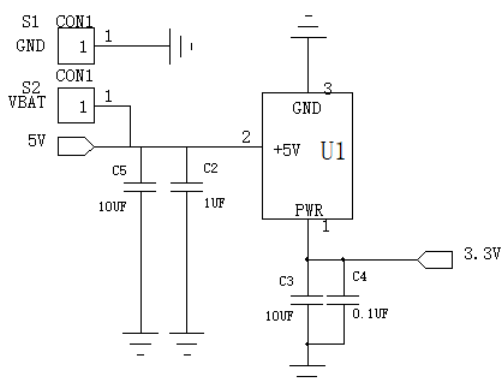 S1 CON1
GND 1 1
S2 CON1
VBAT 1 1
5V
2 +5V
3
GND
U1
PWR
1
C5
10UF
C2
1UF
3.3V
C3
10UF
C4
0.1UF